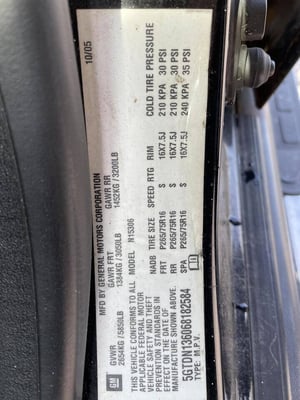 MFD BY GENERAL MOTORS CORPORATION
10/05
GVWR GAWR FRT GAWR RR
2654KG/5850LB 1384KG/3050LB 1452KG/3200LB
THIS VEHICLE CONFORMS TO ALL
APPLICABLE FEDERAL MOTOR
VEHICLE SAFETY AND THEFT
PREVENTION STANDARDS IN
EFFECT ON THE DATE OF
MANUFACTURE SHOWN ABOVE.
5GTDN136068182584
TYPE: M.P.V.
MODEL: N15306
NADB TIRE SIZE SPEED RTG RIM COLD TIRE PRESSURE
FRT P265/75R16 S 16X7.5J 210 KPA 30 PSI
RR P265/75R16 S 16X7.5J 210 KPA 30 PSI
SPA P265/75R16 S 16X7.5J 240 KPA 35 PSI
GM